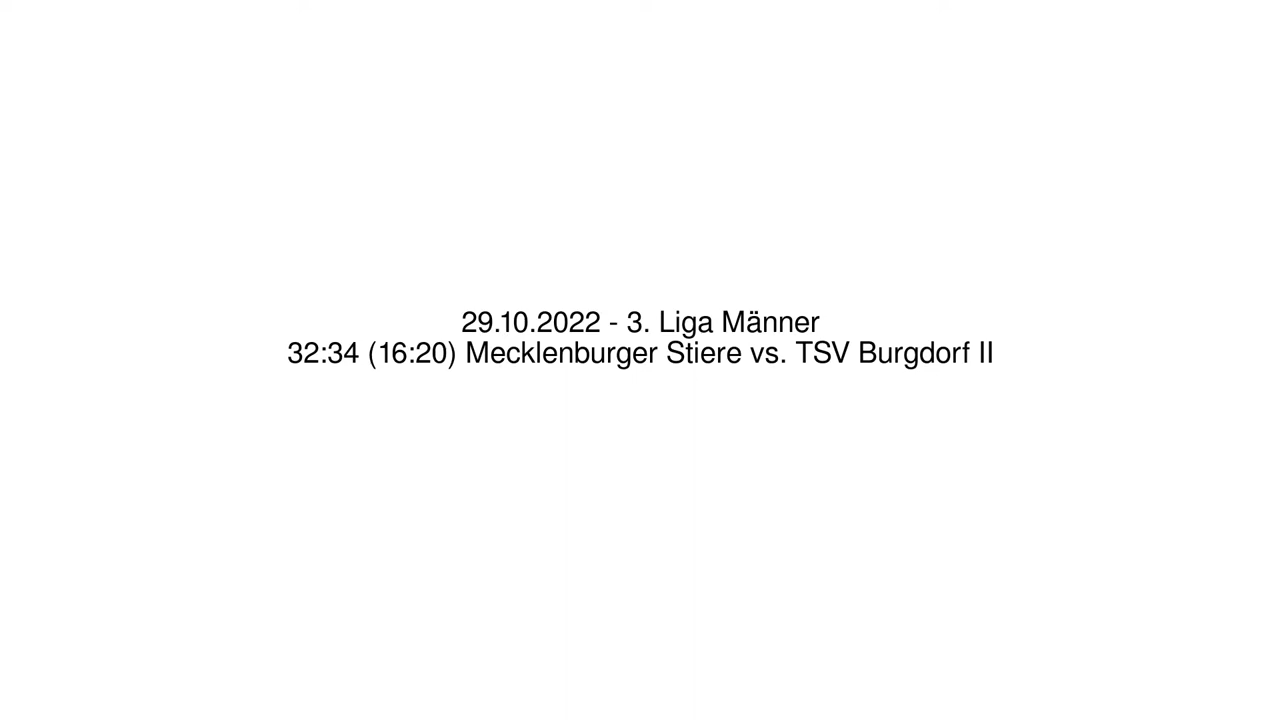 29.10.2022 - 3. Liga Männer
32:34 (16:20) Mecklenburger Stiere vs. TSV Burgdorf II